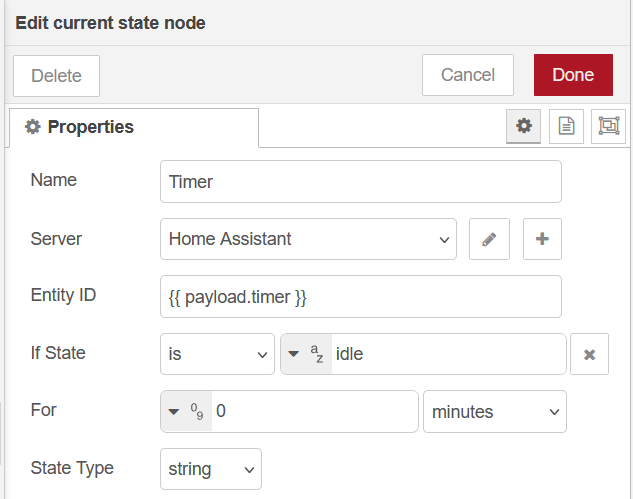 Edit current state node
Delete
Cancel
Done
Properties
Name
Timer
Server
Home Assistant
Entity ID
{{ payload.timer }}
If State
is
a
z
idle
For
0
9
0
minutes
State Type
string